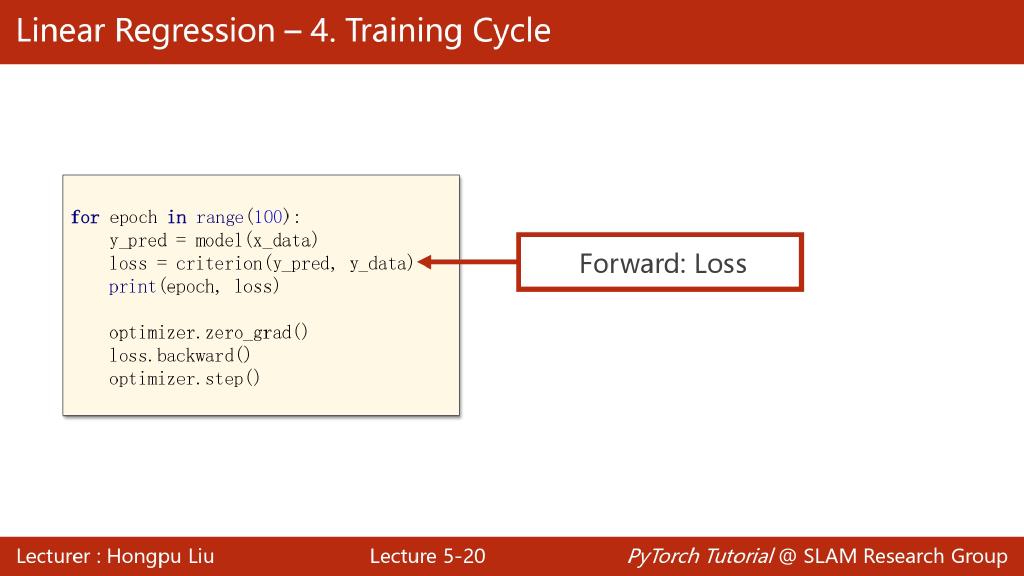 Linear Regression – 4. Training Cycle
for epoch in range(100):
    y_pred = model(x_data)
    loss = criterion(y_pred, y_data)
    print(epoch, loss)
    optimizer.zero_grad()
    loss.backward()
    optimizer.step()
Forward: Loss
Lecturer : Hongpu Liu
Lecture 5-20
PyTorch Tutorial @ SLAM Research Group